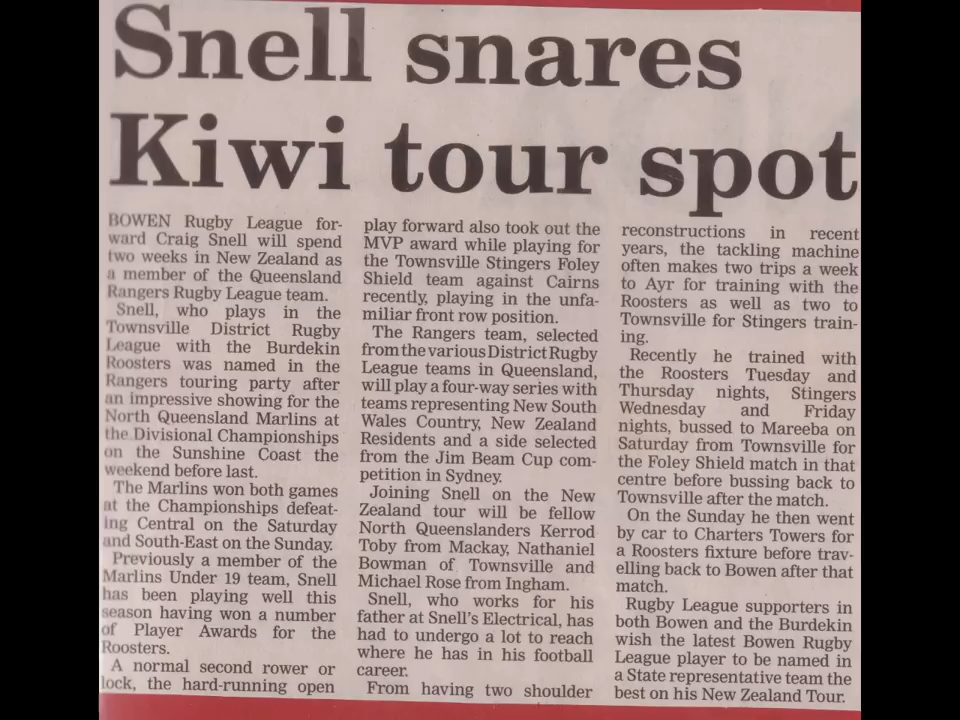 Snell snares
Kiwi tour spot
BOWEN Rugby League for-
ward Craig Snell will spend
two weeks in New Zealand as
a member of the Queensland
Rangers Rugby League team.
Snell, who plays in the
Townsville District Rugby
League with the Burdekin
Roosters was named in the
Rangers touring party after
an impressive showing for the
North Queensland Marlins at
the Divisional Championships
on the Sunshine Coast the
weekend before last.
The Marlins won both games
at the Championships defeat-
ing Central on the Saturday
and South-East on the Sunday.
Previously a member of the
Marlins Under 19 team, Snell
has been playing well this
season having won a number
of Player Awards for the
Roosters.
A normal second rower or
lock, the hard-running open
play forward also took out the
MVP award while playing for
the Townsville Stingers Foley
Shield team against Cairns
recently, playing in the unfa-
miliar front row position.
The Rangers team, selected
from the various District Rugby
League teams in Queensland,
will play a four-way series with
teams representing New South
Wales Country, New Zealand
Residents and a side selected
from the Jim Beam Cup com-
petition in Sydney.
Joining Snell on the New
Zealand tour will be fellow
North Queenslanders Kerrod
Toby from Mackay, Nathaniel
Bowman of Townsville and
Michael Rose from Ingham.
Snell, who works for his
father at Snell's Electrical, has
had to undergo a lot to reach
where he has in his football
career.
From having two shoulder
reconstructions in recent
years, the tackling machine
often makes two trips a week
to Ayr for training with the
Roosters as well as two to
Townsville for Stingers train-
ing.
Recently he trained with
the Roosters Tuesday and
Thursday nights, Stingers
Wednesday and Friday
nights, bussed to Mareeba on
Saturday from Townsville for
the Foley Shield match in that
centre before bussing back to
Townsville after the match.
On the Sunday he then went
by car to Charters Towers for
a Roosters fixture before trav-
elling back to Bowen after that
match.
Rugby League supporters in
both Bowen and the Burdekin
wish the latest Bowen Rugby
League player to be named in
a State representative team the
best on his New Zealand Tour.